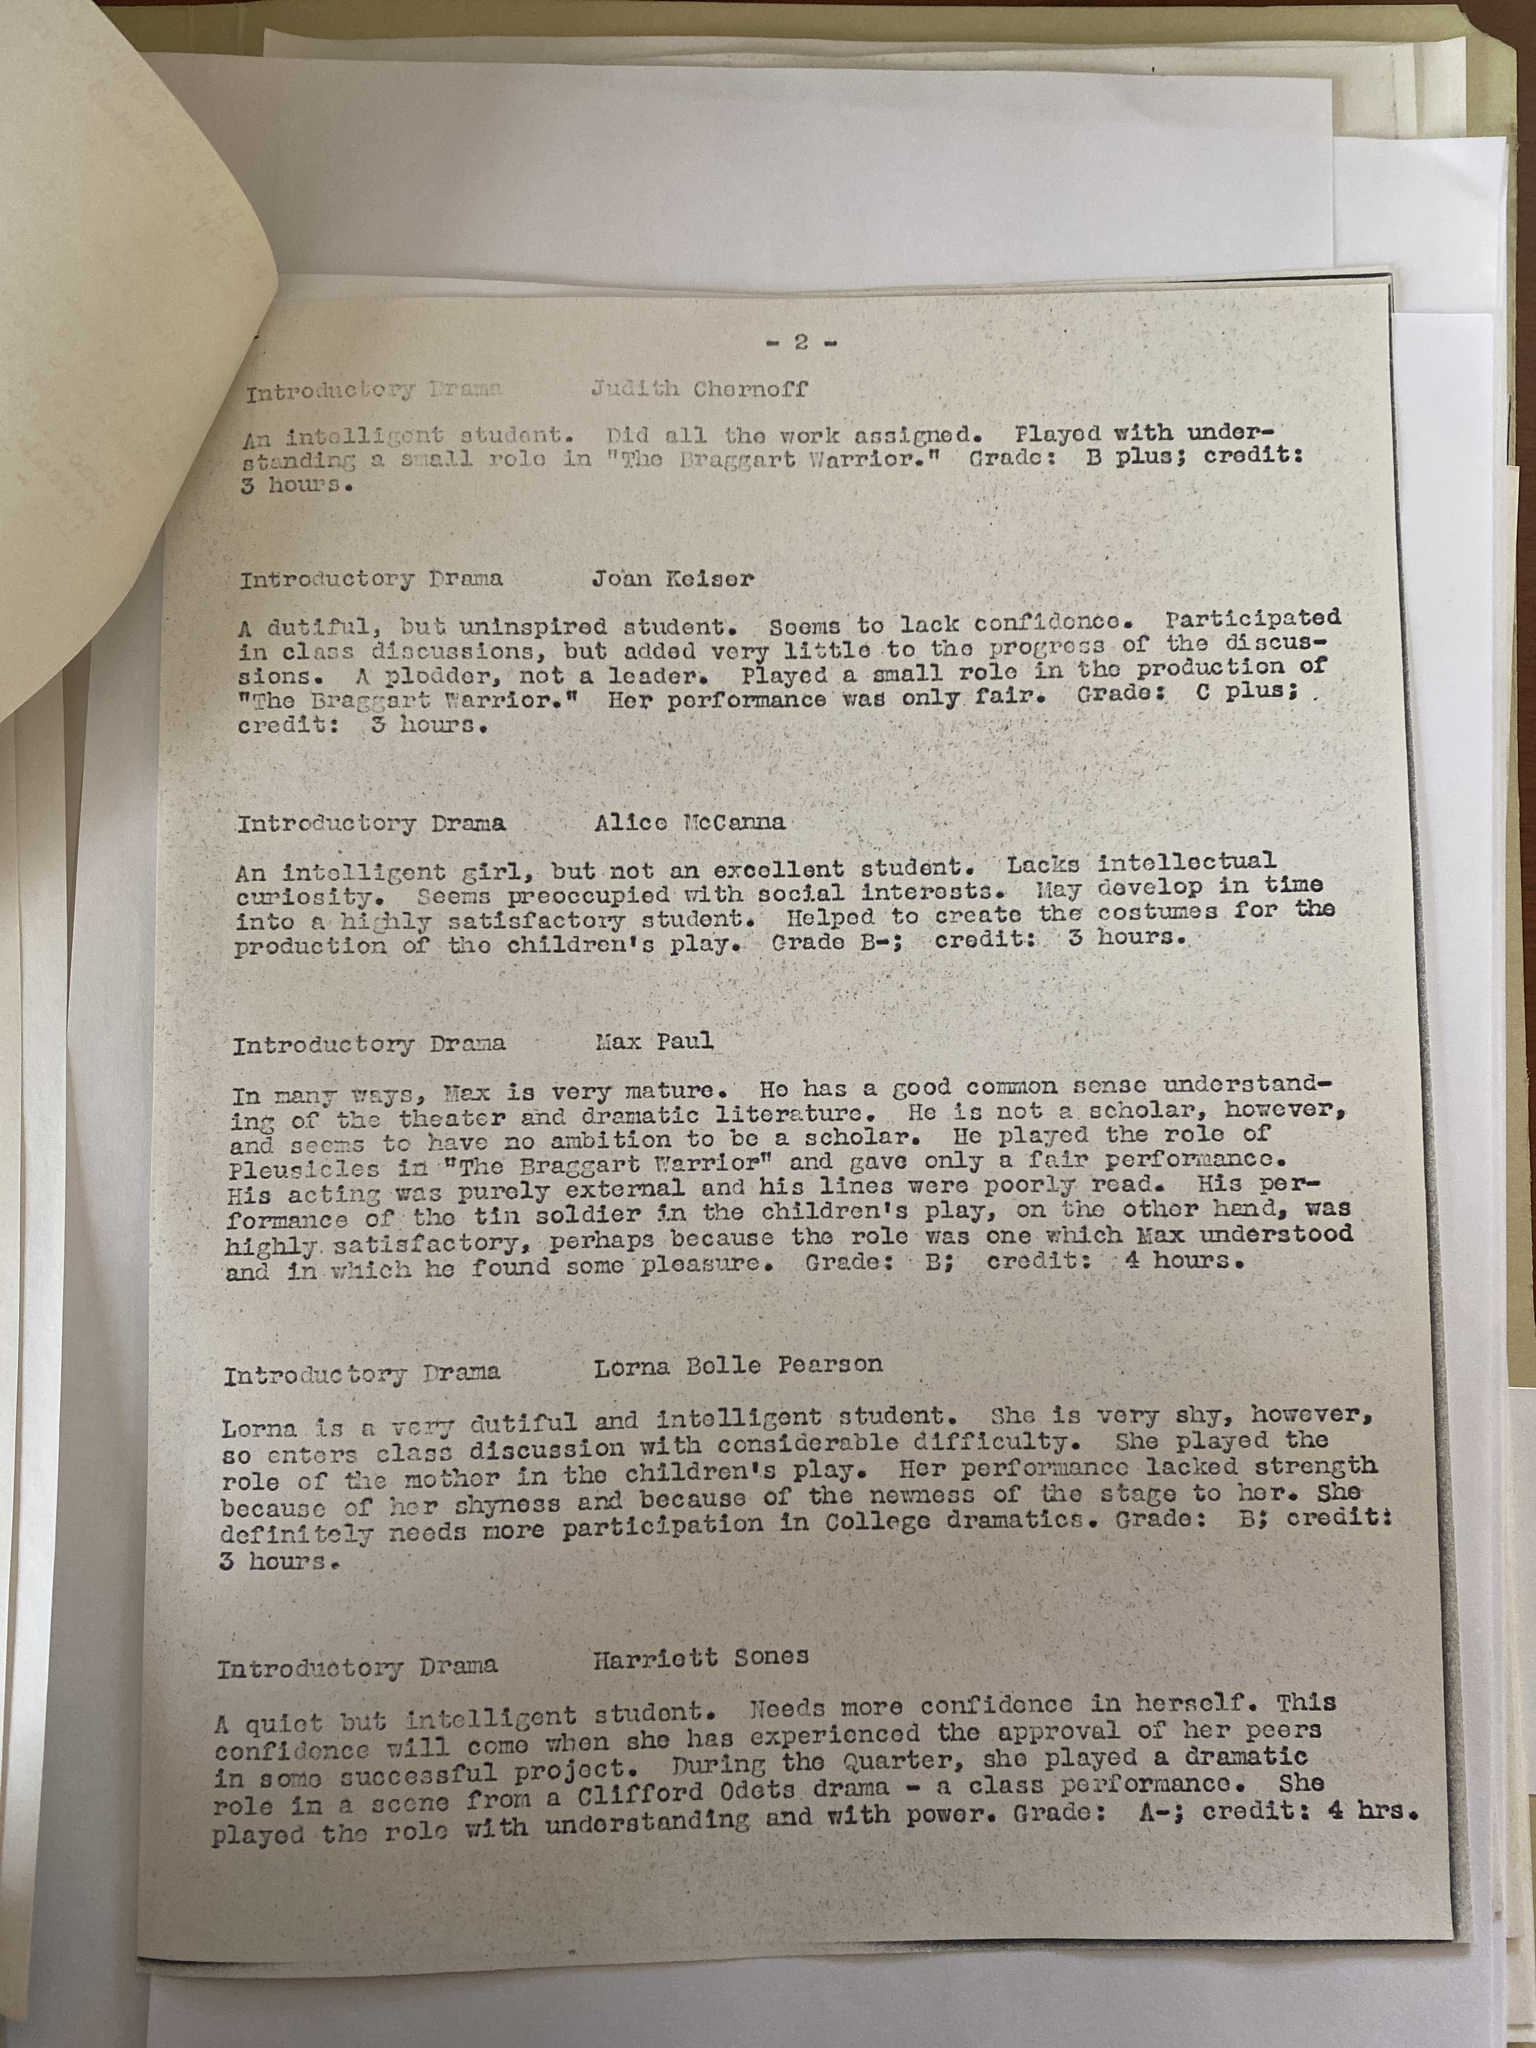 - 2 -
Introductory Drama Judith Chernoff
An intelligent student. Did all the work assigned. Played with under-
standing a small role in "The Braggart Warrior." Grade: B plus; credit:
3 hours.
Introductory Drama Joan Keiser
A dutiful, but uninspired student. Seems to lack confidence. Participated
in class discussions, but added very little to the progress of the discus-
sions. A plodder, not a leader. Played a small role in the production of
"The Braggart Warrior." Her performance was only fair. Grade: C plus;
credit: 3 hours.
Introductory Drama Alice McCanna
An intelligent girl, but not an excellent student. Lacks intellectual
curiosity. Seems preoccupied with social interests. May develop in time
into a highly satisfactory student. Helped to create the costumes for the
production of the children's play. Grade B-; credit: 3 hours.
Introductory Drama Max Paul
In many ways, Max is very mature. He has a good common sense understand-
ing of the theater and dramatic literature. He is not a scholar, however,
and seems to have no ambition to be a scholar. He played the role of
Pleusicles in "The Braggart Warrior" and gave only a fair performance.
His acting was purely external and his lines were poorly read. His per-
formance of the tin soldier in the children's play, on the other hand, was
highly satisfactory, perhaps because the role was one which Max understood
and in which he found some pleasure. Grade: B; credit: 4 hours.
Introductory Drama Lorna Bolle Pearson
Lorna is a very dutiful and intelligent student. She is very shy, however,
so enters class discussion with considerable difficulty. She played the
role of the mother in the children's play. Her performance lacked strength
because of her shyness and because of the newness of the stage to her. She
definitely needs more participation in College dramatics. Grade: B; credit:
3 hours.
Introductory Drama Harriett Sones
A quiet but intelligent student. Needs more confidence in herself. This
confidence will come when she has experienced the approval of her peers
in some successful project. During the Quarter, she played a dramatic
role in a scene from a Clifford Odets drama - a class performance. She
played the role with understanding and with power. Grade: A-; credit: 4 hrs.